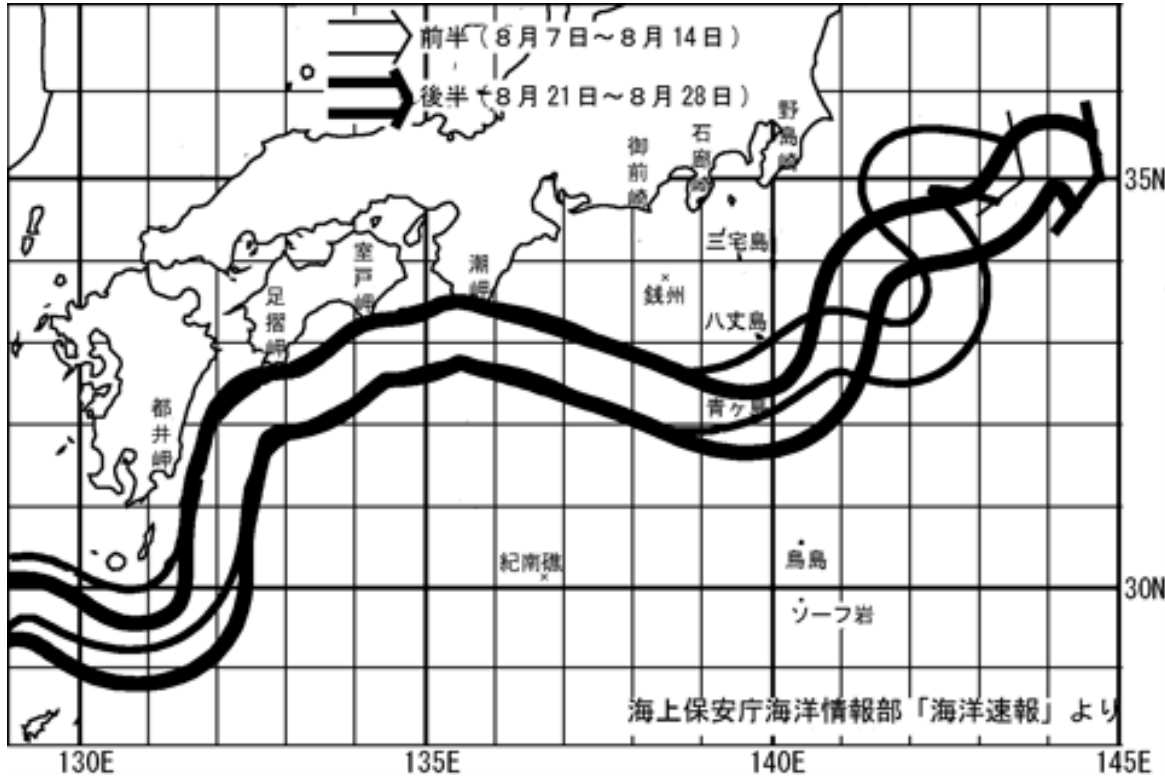 前半(8月7日～8月14日)
後半(8月21日～8月28日)
野島崎
石廊崎
御前崎
35N
三宅島
室戸岬
潮岬
銭州
足摺岬
八丈島
青ヶ島
都井岬
鳥島
紀南礁
30N
ソーフ岩
海上保安庁海洋情報部「海洋速報」より
130E
135E
140E
145E